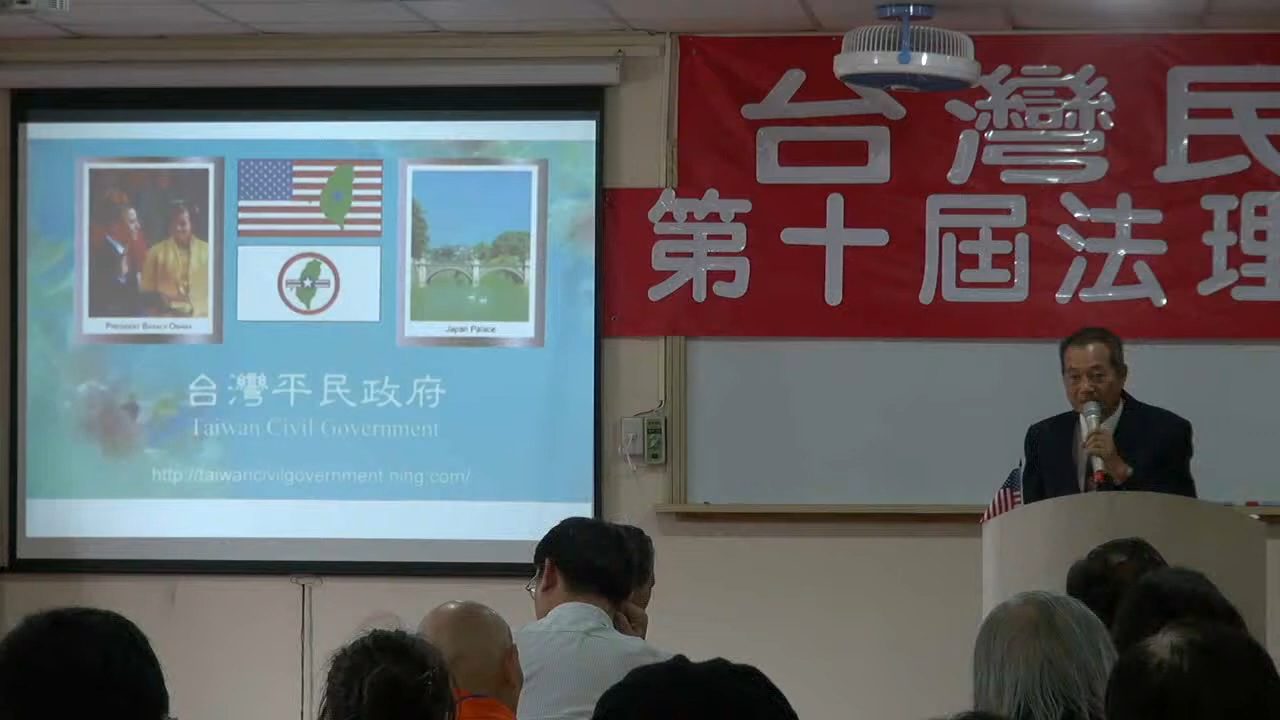 PRESIDENT BARACK OBAMA
Japan Palace
台灣平民政府
Taiwan Civil Government
http://taiwancivilgovernment.ning.com/
台灣民
第十屆法理